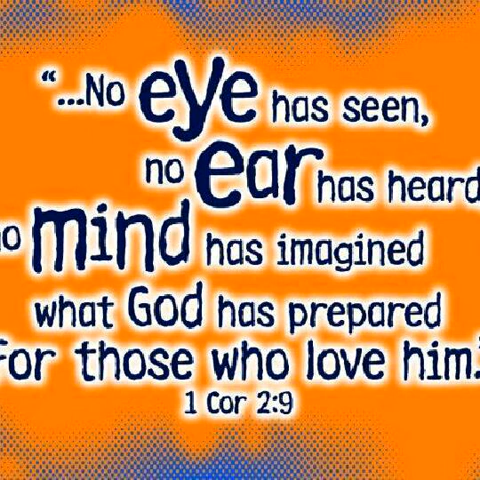 “...No eye has seen,
no ear has heard
no mind has imagined
what God has prepared
for those who love him.
1 Cor 2:9